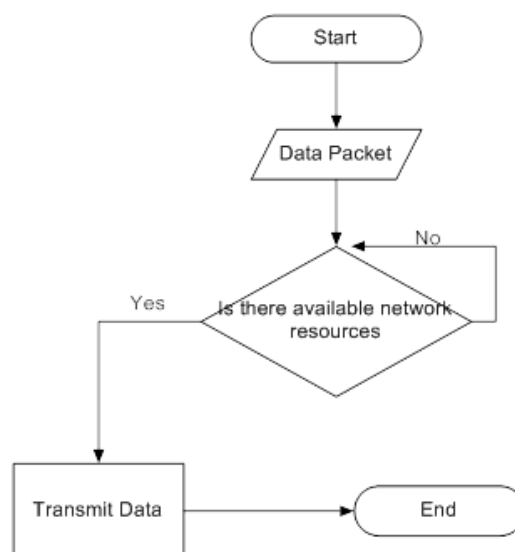 Start
Data Packet
No
Yes
Is there available network
resources
Transmit Data
End